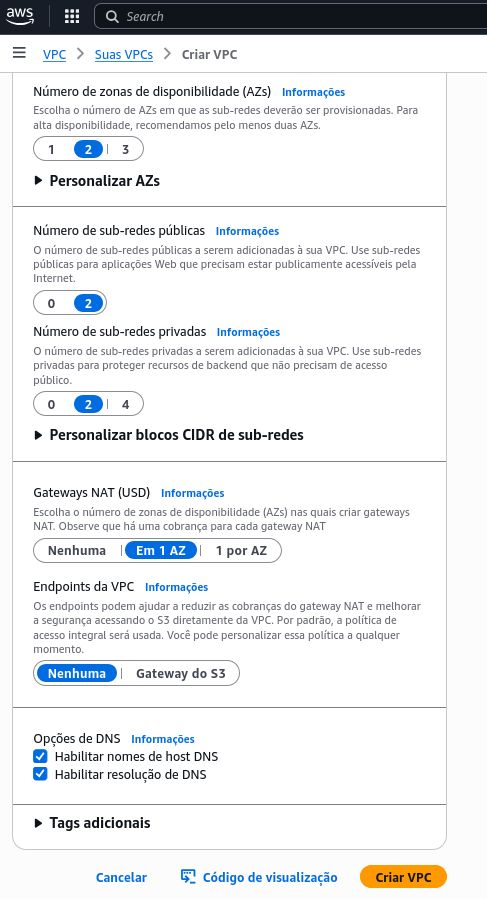 aws
Search
VPC
Suas VPCs
Criar VPC
Número de zonas de disponibilidade (AZs) Informações
Escolha o número de AZs em que as sub-redes deverão ser provisionadas. Para
alta disponibilidade, recomendamos pelo menos duas AZs.
1 2 3
Personalizar AZs
Número de sub-redes públicas Informações
O número de sub-redes públicas a serem adicionadas à sua VPC. Use sub-redes
públicas para aplicações Web que precisam estar publicamente acessíveis pela
Internet.
0 2
Número de sub-redes privadas Informações
O número de sub-redes privadas a serem adicionadas à sua VPC. Use sub-redes
privadas para proteger recursos de backend que não precisam de acesso
público.
0 2 4
Personalizar blocos CIDR de sub-redes
Gateways NAT (USD) Informações
Escolha o número de zonas de disponibilidade (AZs) nas quais criar gateways
NAT. Observe que há uma cobrança para cada gateway NAT
Nenhuma Em 1 AZ 1 por AZ
Endpoints da VPC Informações
Os endpoints podem ajudar a reduzir as cobranças do gateway NAT e melhorar
a segurança acessando o S3 diretamente da VPC. Por padrão, a política de
acesso integral será usada. Você pode personalizar essa política a qualquer
momento.
Nenhuma Gateway do S3
Opções de DNS Informações
Habilitar nomes de host DNS
Habilitar resolução de DNS
Tags adicionais
Cancelar Código de visualização Criar VPC